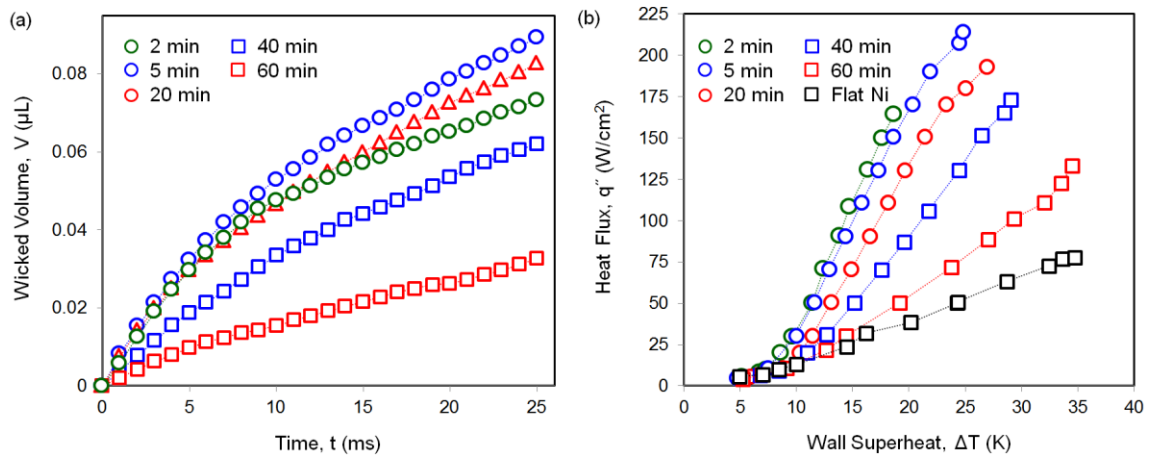 (a)
2 min
40 min
5 min
60 min
20 min
Wicked Volume, V (µL)
0.08
0.06
0.04
0.02
0
0
5
10
15
20
25
Time, t (ms)
(b)
2 min
40 min
5 min
60 min
20 min
Flat Ni
Heat Flux, q″ (W/cm²)
225
200
175
150
125
100
75
50
25
0
0
5
10
15
20
25
30
35
40
Wall Superheat, ΔT (K)